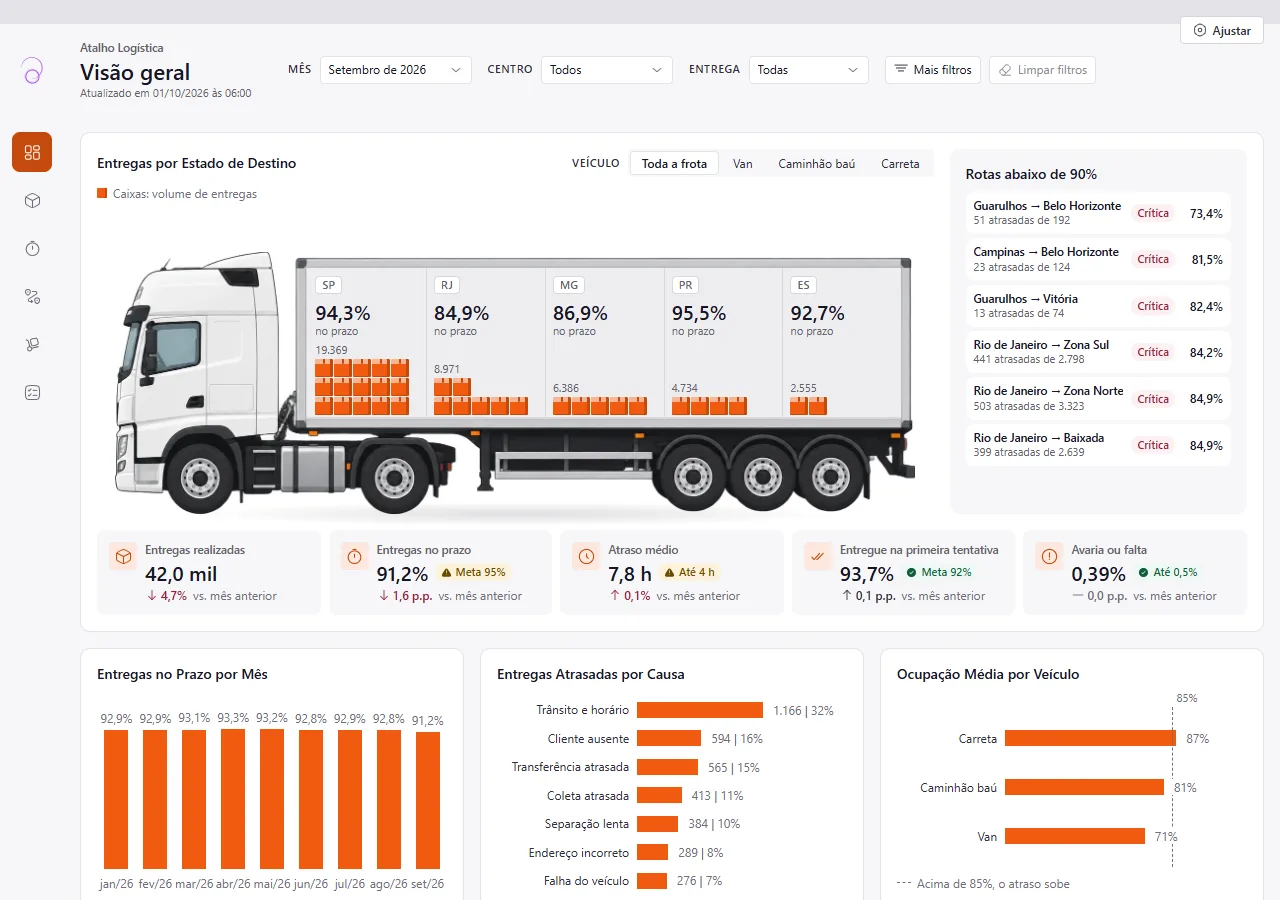 Ajustar
Atalho Logística
Visão geral
Atualizado em 01/10/2026 às 06:00
MÊS Setembro de 2026 CENTRO Todos ENTREGA Todas Mais filtros Limpar filtros
Entregas por Estado de Destino
VEÍCULO Toda a frota Van Caminhão baú Carreta
Caixas: volume de entregas
SP RJ MG PR ES
94,3% 84,9% 86,9% 95,5% 92,7%
no prazo no prazo no prazo no prazo no prazo
19.369
8.971
6.386 4.734 2.555
Rotas abaixo de 90%
Guarulhos → Belo Horizonte Crítica 73,4%
51 atrasadas de 192
Campinas → Belo Horizonte Crítica 81,5%
23 atrasadas de 124
Guarulhos → Vitória Crítica 82,4%
13 atrasadas de 74
Rio de Janeiro → Zona Sul Crítica 84,2%
441 atrasadas de 2.798
Rio de Janeiro → Zona Norte Crítica 84,9%
503 atrasadas de 3.323
Rio de Janeiro → Baixada Crítica 84,9%
399 atrasadas de 2.639
Entregas realizadas
42,0 mil
↓ 4,7% vs. mês anterior
Entregas no prazo
91,2% Meta 95%
↓ 1,6 p.p. vs. mês anterior
Atraso médio
7,8 h Até 4 h
↑ 0,1% vs. mês anterior
Entregue na primeira tentativa
93,7% Meta 92%
↑ 0,1 p.p. vs. mês anterior
Avaria ou falta
0,39% Até 0,5%
— 0,0 p.p. vs. mês anterior
Entregas no Prazo por Mês
92,9% 92,9% 93,1% 93,3% 93,2% 92,8% 92,9% 92,8% 91,2%
jan/26 fev/26 mar/26 abr/26 mai/26 jun/26 jul/26 ago/26 set/26
Entregas Atrasadas por Causa
Trânsito e horário 1.166 | 32%
Cliente ausente 594 | 16%
Transferência atrasada 565 | 15%
Coleta atrasada 413 | 11%
Separação lenta 384 | 10%
Endereço incorreto 289 | 8%
Falha do veículo 276 | 7%
Ocupação Média por Veículo
85%
Carreta 87%
Caminhão baú 81%
Van 71%
Acima de 85%, o atraso sobe